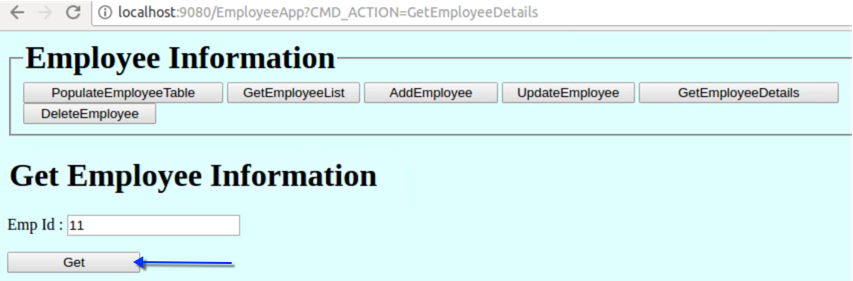 localhost:9080/EmployeeApp?CMD_ACTION=GetEmployeeDetails
Employee Information
PopulateEmployeeTable GetEmployeeList AddEmployee UpdateEmployee GetEmployeeDetails
DeleteEmployee
Get Employee Information
Emp Id : 11
Get